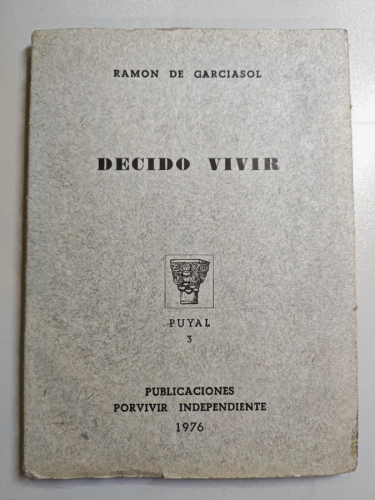 RAMON DE GARCIASOL
DECIDO VIVIR
PUYAL
3
PUBLICACIONES
PORVIVIR INDEPENDIENTE
1976